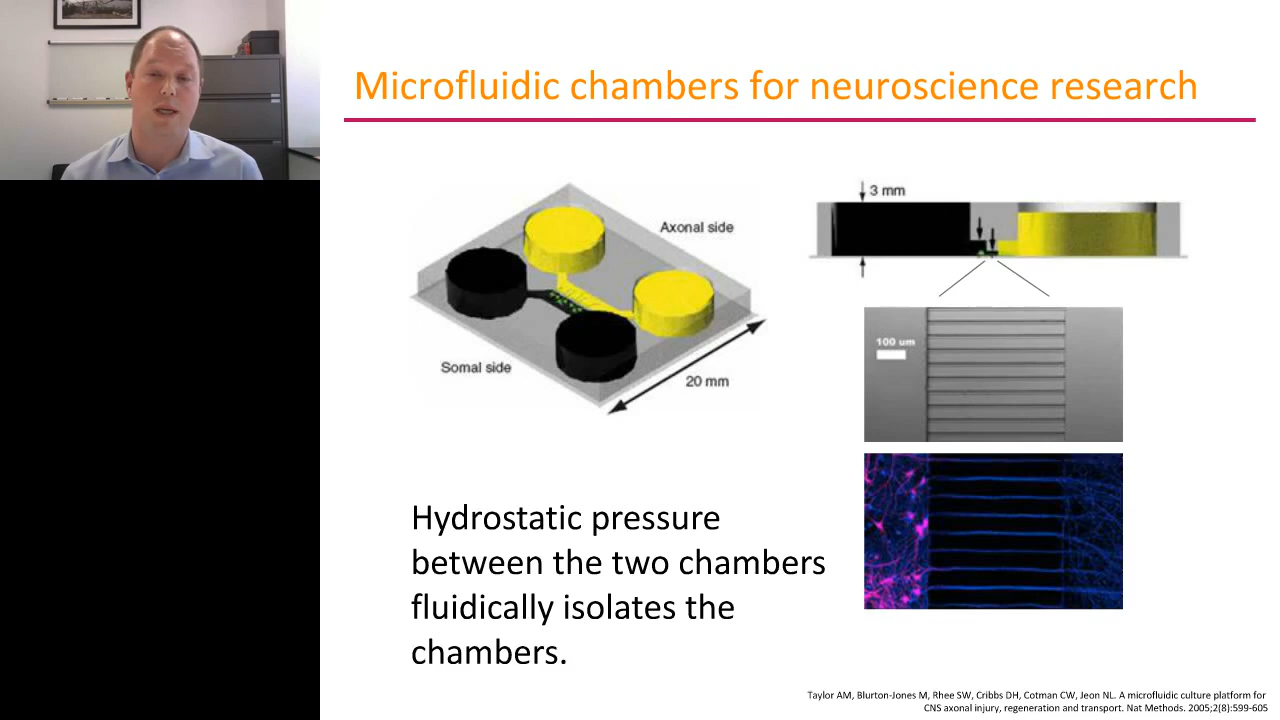 Microfluidic chambers for neuroscience research
Axonal side
Somal side
20 mm
3 mm
100 um
Hydrostatic pressure
between the two chambers
fluidically isolates the
chambers.
Taylor AM, Blurton-Jones M, Rhee SW, Cribbs DH, Cotman CW, Jeon NL. A microfluidic culture platform for
CNS axonal injury, regeneration and transport. Nat Methods. 2005;2(8):599-605